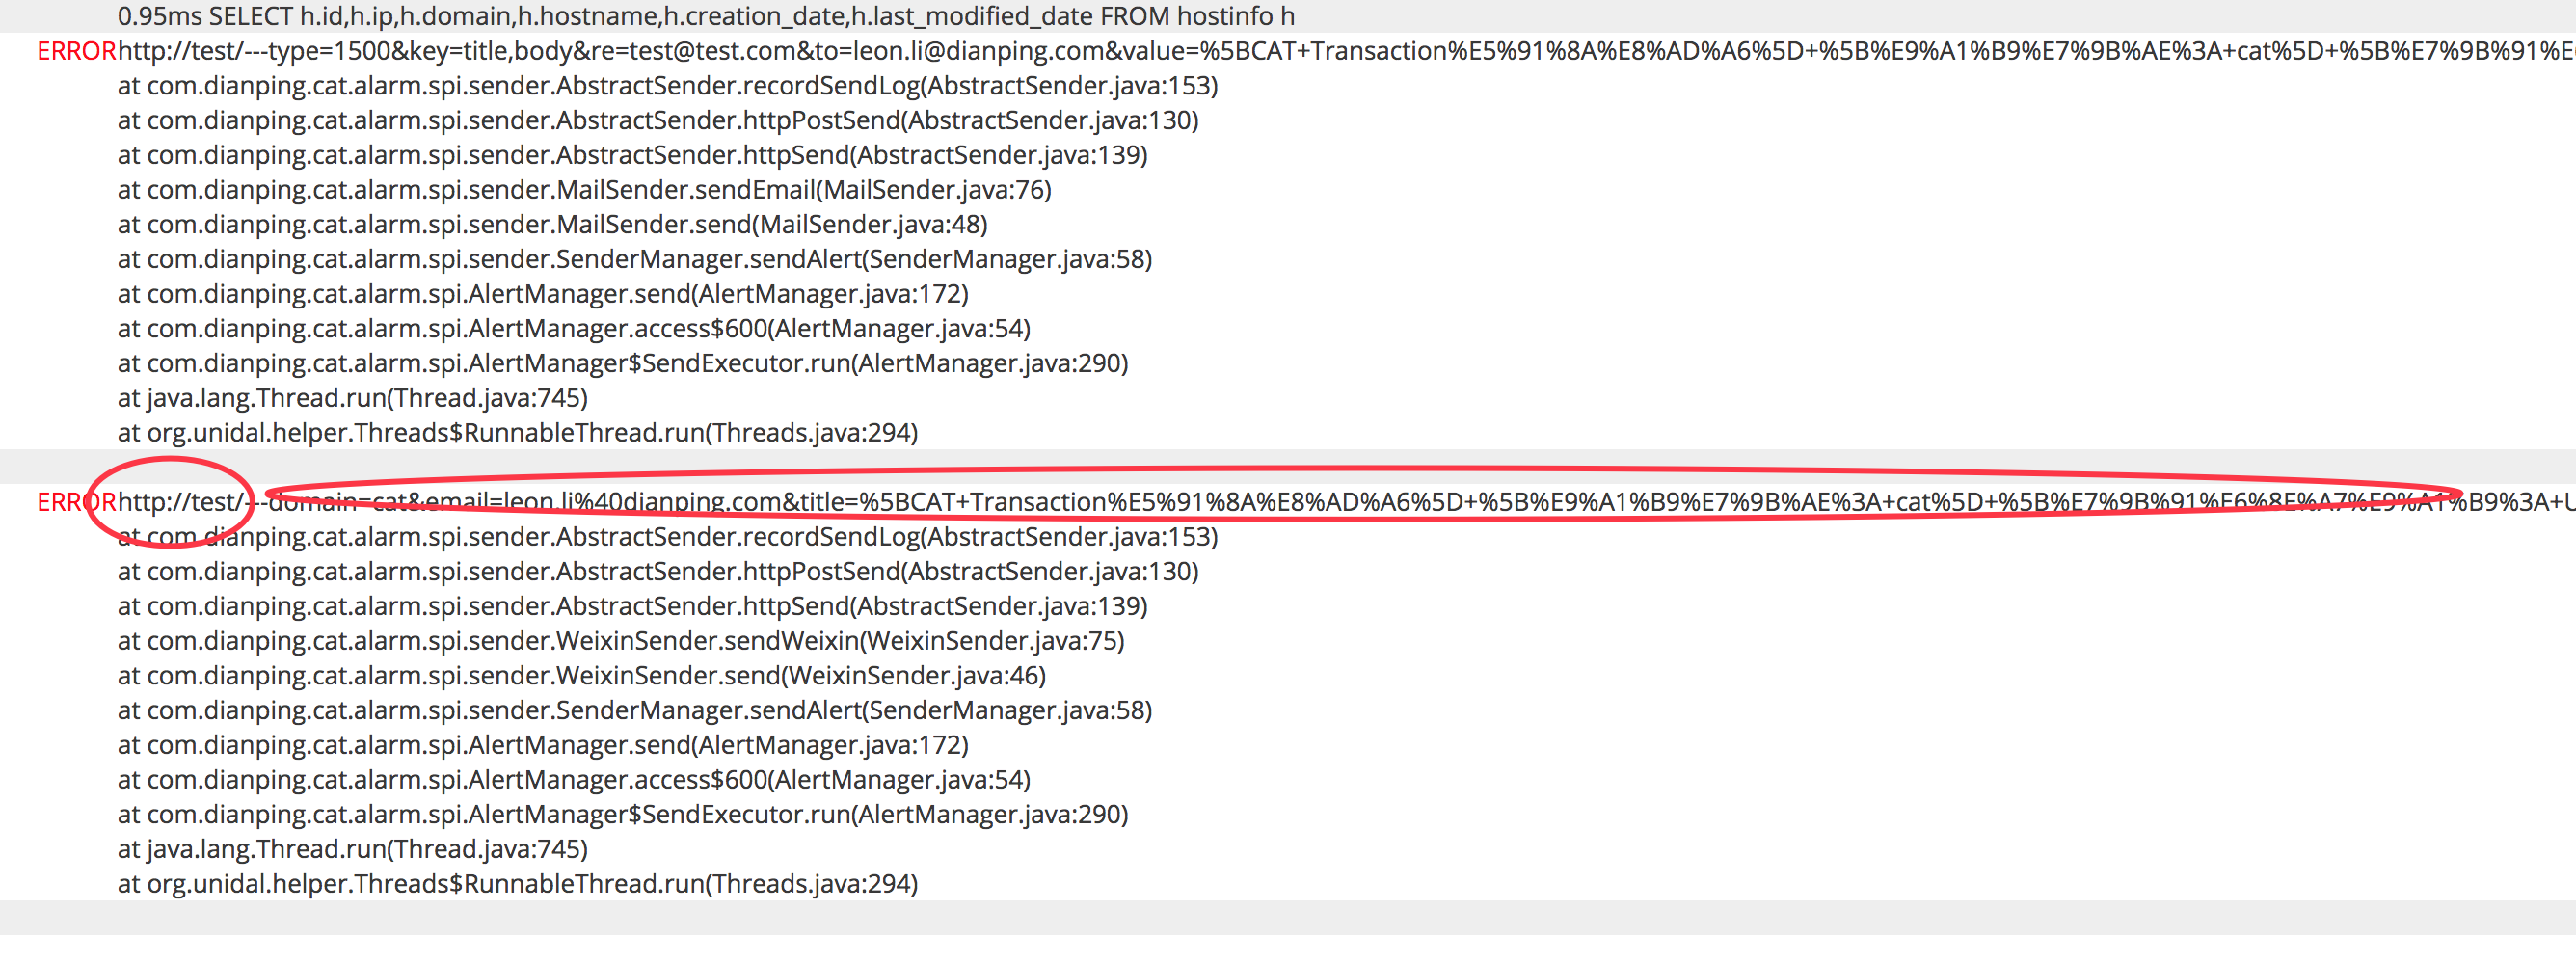 0.95ms SELECT h.id,h.ip,h.domain,h.hostname,h.creation_date,h.last_modified_date FROM hostinfo h
ERRORhttp://test/---type=1500&key=title,body&re=test@test.com&to=leon.li@dianping.com&value=%5BCAT+Transaction%E5%91%8A%E8%AD%A6%5D+%5B%E9%A1%B9%E7%9B%AE%3A+cat%5D+%5B%E7%9B%91%E
at com.dianping.cat.alarm.spi.sender.AbstractSender.recordSendLog(AbstractSender.java:153)
at com.dianping.cat.alarm.spi.sender.AbstractSender.httpPostSend(AbstractSender.java:130)
at com.dianping.cat.alarm.spi.sender.AbstractSender.httpSend(AbstractSender.java:139)
at com.dianping.cat.alarm.spi.sender.MailSender.sendEmail(MailSender.java:76)
at com.dianping.cat.alarm.spi.sender.MailSender.send(MailSender.java:48)
at com.dianping.cat.alarm.spi.sender.SenderManager.sendAlert(SenderManager.java:58)
at com.dianping.cat.alarm.spi.AlertManager.send(AlertManager.java:172)
at com.dianping.cat.alarm.spi.AlertManager.access$600(AlertManager.java:54)
at com.dianping.cat.alarm.spi.AlertManager$SendExecutor.run(AlertManager.java:290)
at java.lang.Thread.run(Thread.java:745)
at org.unidal.helper.Threads$RunnableThread.run(Threads.java:294)
ERRORhttp://test/---domain=cat&email=leon.li%40dianping.com&title=%5BCAT+Transaction%E5%91%8A%E8%AD%A6%5D+%5B%E9%A1%B9%E7%9B%AE%3A+cat%5D+%5B%E7%9B%91%E6%8E%A7%E9%A1%B9%3A+U
at com.dianping.cat.alarm.spi.sender.AbstractSender.recordSendLog(AbstractSender.java:153)
at com.dianping.cat.alarm.spi.sender.AbstractSender.httpPostSend(AbstractSender.java:130)
at com.dianping.cat.alarm.spi.sender.AbstractSender.httpSend(AbstractSender.java:139)
at com.dianping.cat.alarm.spi.sender.WeixinSender.sendWeixin(WeixinSender.java:75)
at com.dianping.cat.alarm.spi.sender.WeixinSender.send(WeixinSender.java:46)
at com.dianping.cat.alarm.spi.sender.SenderManager.sendAlert(SenderManager.java:58)
at com.dianping.cat.alarm.spi.AlertManager.send(AlertManager.java:172)
at com.dianping.cat.alarm.spi.AlertManager.access$600(AlertManager.java:54)
at com.dianping.cat.alarm.spi.AlertManager$SendExecutor.run(AlertManager.java:290)
at java.lang.Thread.run(Thread.java:745)
at org.unidal.helper.Threads$RunnableThread.run(Threads.java:294)